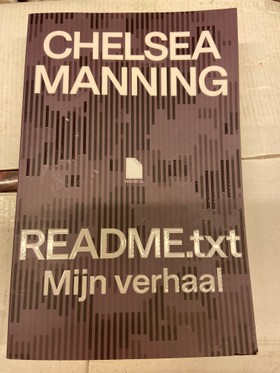 CHELSEA
MANNING
README.txt
Mijn verhaal